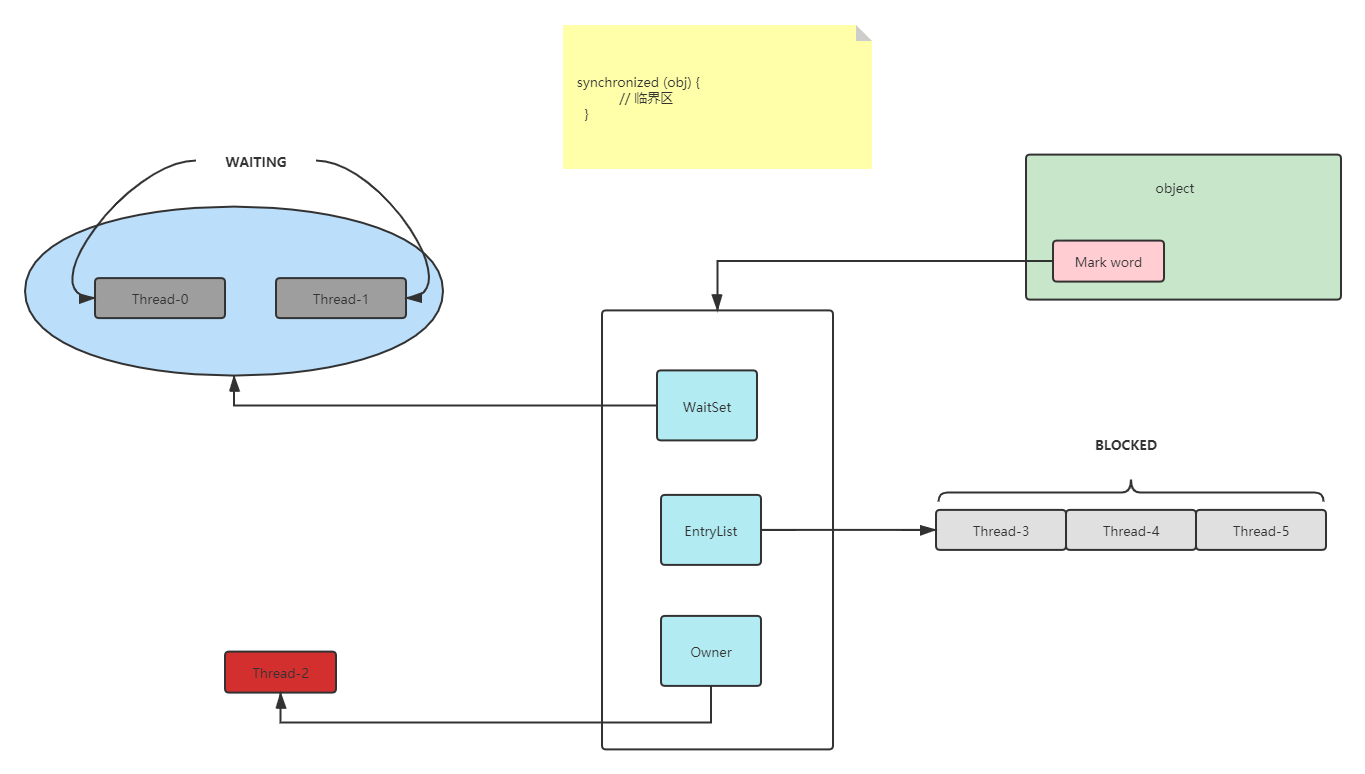 synchronized (obj) {
// 临界区
}
WAITING
object
Mark word
Thread-0
Thread-1
WaitSet
BLOCKED
EntryList
Thread-3
Thread-4
Thread-5
Owner
Thread-2